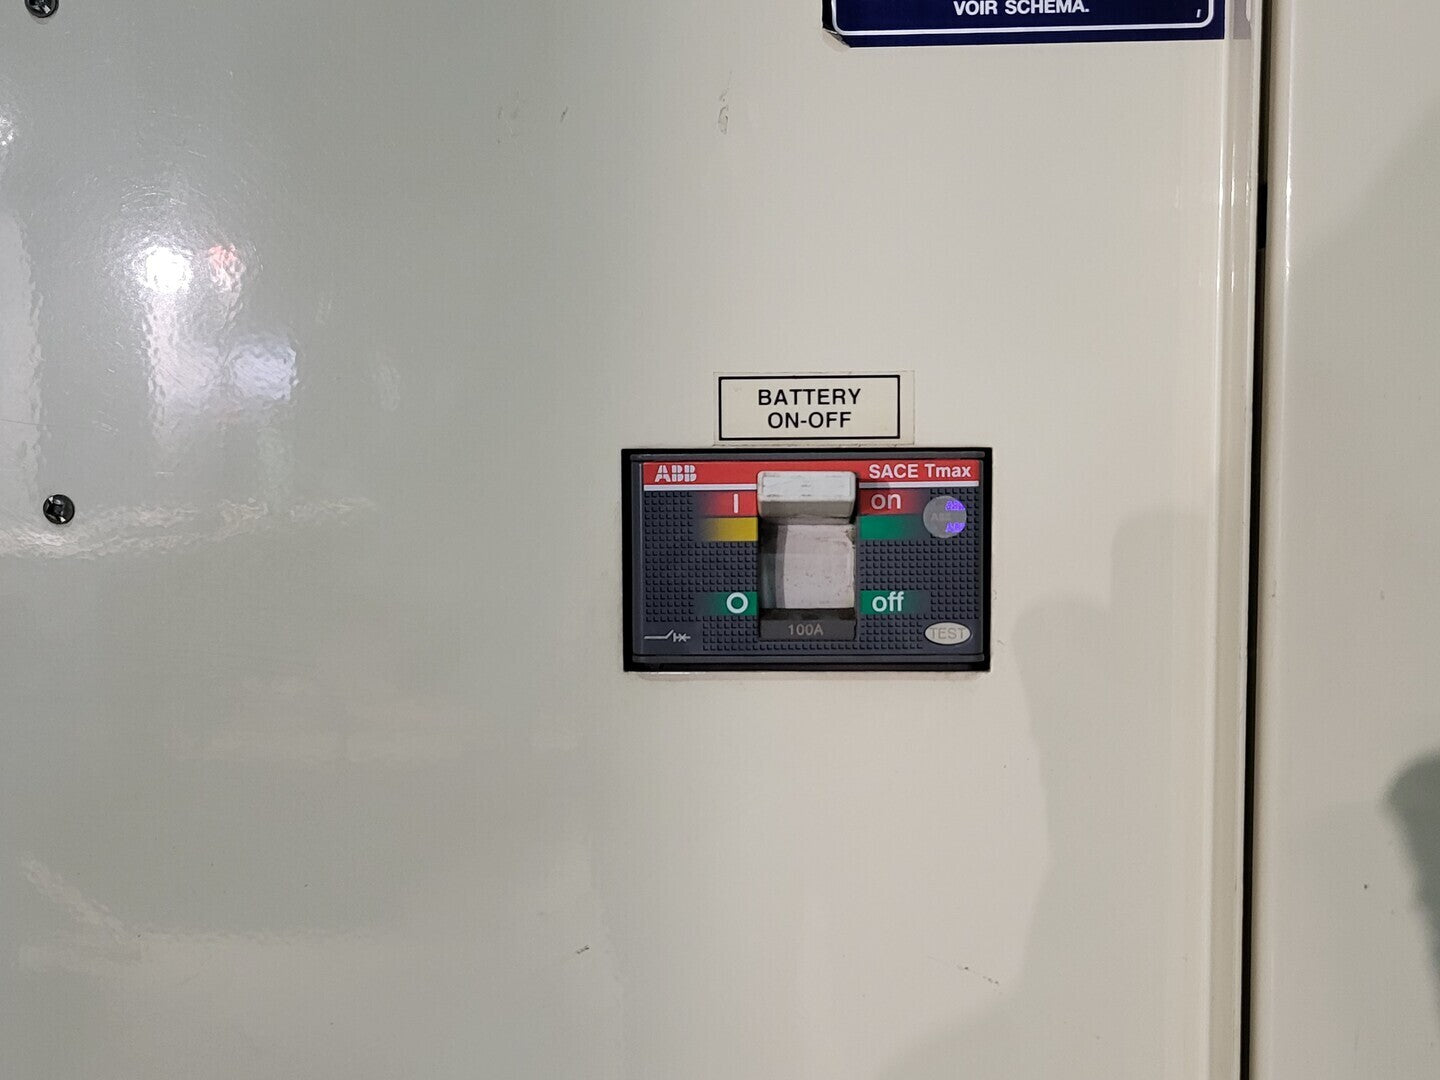 VOIR SCHEMA.
BATTERY
ON-OFF
ABB SACE Tmax
I on
O off
100A
TEST